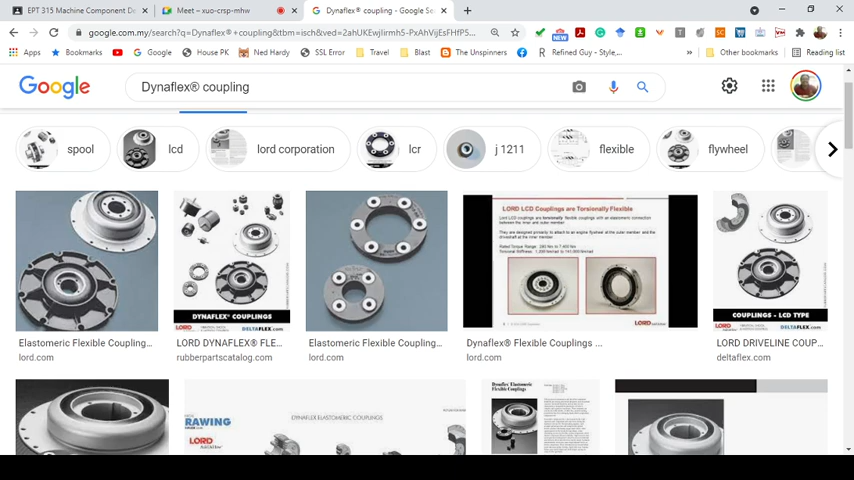 EPT 315 Machine Component De
Meet – xuo-crsp-mhw
Dynaflex® coupling - Google Se
google.com.my/search?q=Dynaflex®+coupling&tbm=isch&ved=2ahUKEwjIirmh5-PxAhVijEsFHfP5...
Apps
Bookmarks
Google
House PK
Ned Hardy
SSL Error
Travel
Blast
The Unspinners
Refined Guy – Style,...
»
Other bookmarks
Reading list
Google
Dynaflex® coupling
spool
lcd
lord corporation
lcr
j 1211
flexible
flywheel
LORD LCD Couplings are Torsionally Flexible
DYNAFLEX® COUPLINGS
LORD
DELTAFLEX.com
COUPLINGS - LCD TYPE
LORD
DELTAFLEX.com
Elastomeric Flexible Coupling...
lord.com
LORD DYNAFLEX® FLE...
rubberpartscatalog.com
Elastomeric Flexible Coupling...
lord.com
Dynaflex® Flexible Couplings ...
lord.com
LORD DRIVELINE COUP...
deltaflex.com
RAWING
LORD
DYNAFLEX ELASTOMERIC COUPLINGS
Dynaflex Elastomeric
Flexible Couplings